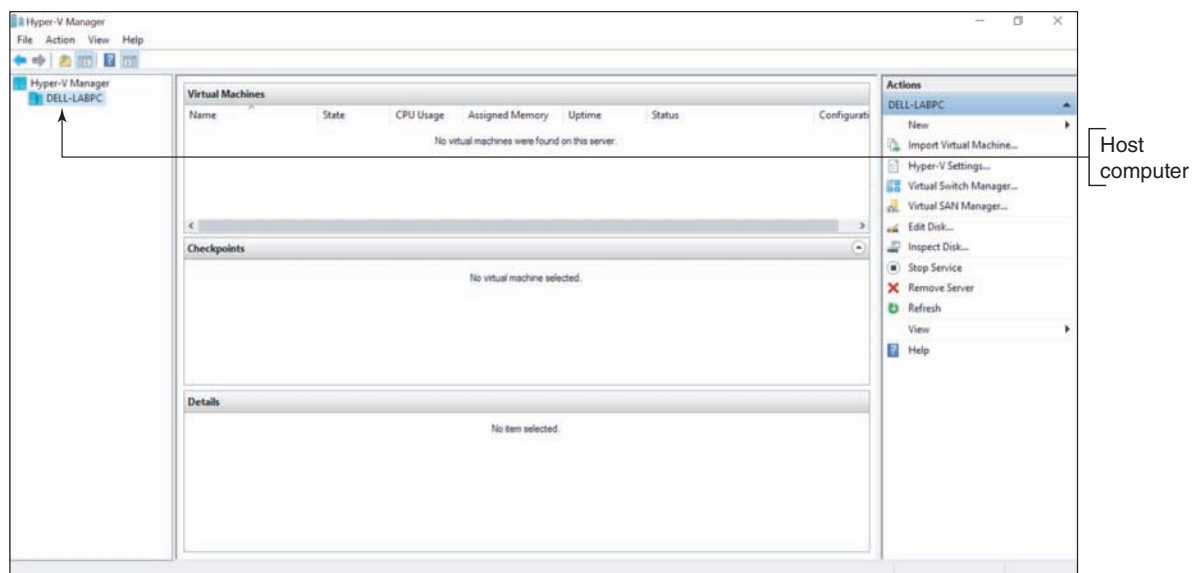 Hyper-V Manager
File Action View Help
Hyper-V Manager
DELL-LABPC
Virtual Machines
Name State CPU Usage Assigned Memory Uptime Status Configurati
No virtual machines were found on this server.
Checkpoints
No virtual machine selected.
Details
No item selected.
Actions
DELL-LABPC
New
Import Virtual Machine...
Hyper-V Settings...
Virtual Switch Manager...
Virtual SAN Manager...
Edit Disk...
Inspect Disk...
Stop Service
Remove Server
Refresh
View
Help
Host
computer